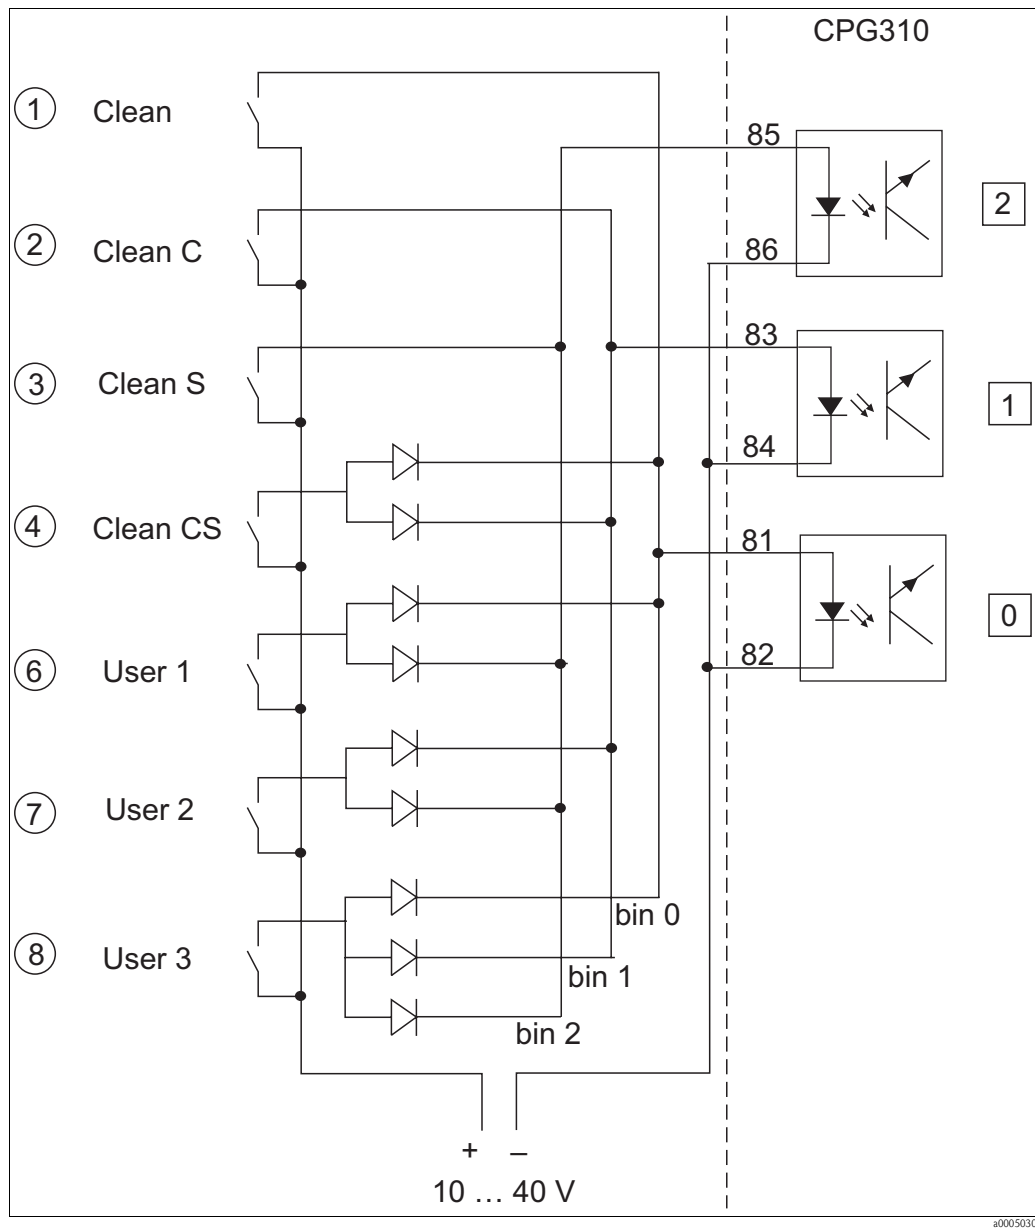 CPG310
1 Clean
85
2
2 Clean C
86
83
3 Clean S
1
84
4 Clean CS
81
0
82
6 User 1
7 User 2
bin 0
8 User 3
bin 1
bin 2
+ –
10 … 40 V
a0005030